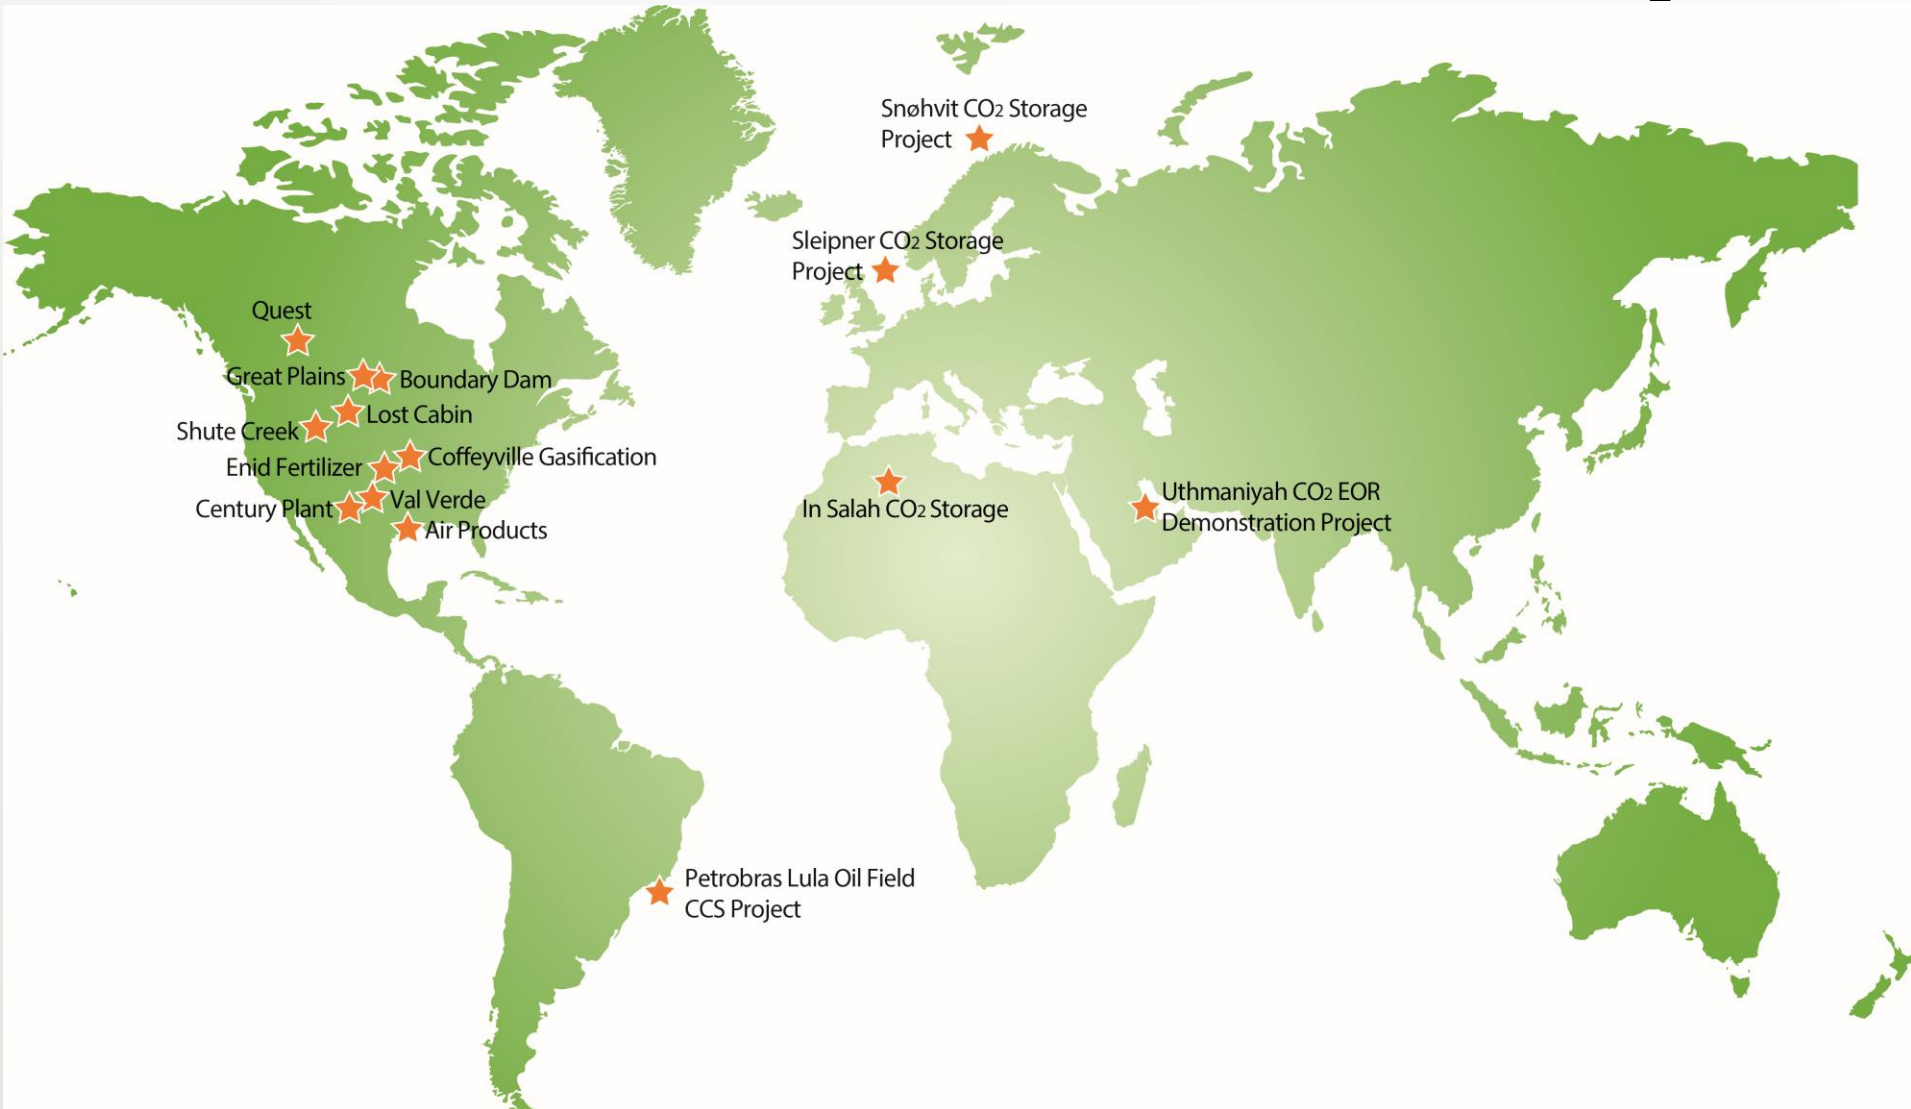 Snøhvit CO2 Storage
Project
Sleipner CO2 Storage
Project
Quest
Great Plains
Boundary Dam
Lost Cabin
Shute Creek
Coffeyville Gasification
Enid Fertilizer
Val Verde
Century Plant
Air Products
In Salah CO2 Storage
Uthmaniyah CO2 EOR
Demonstration Project
Petrobras Lula Oil Field
CCS Project